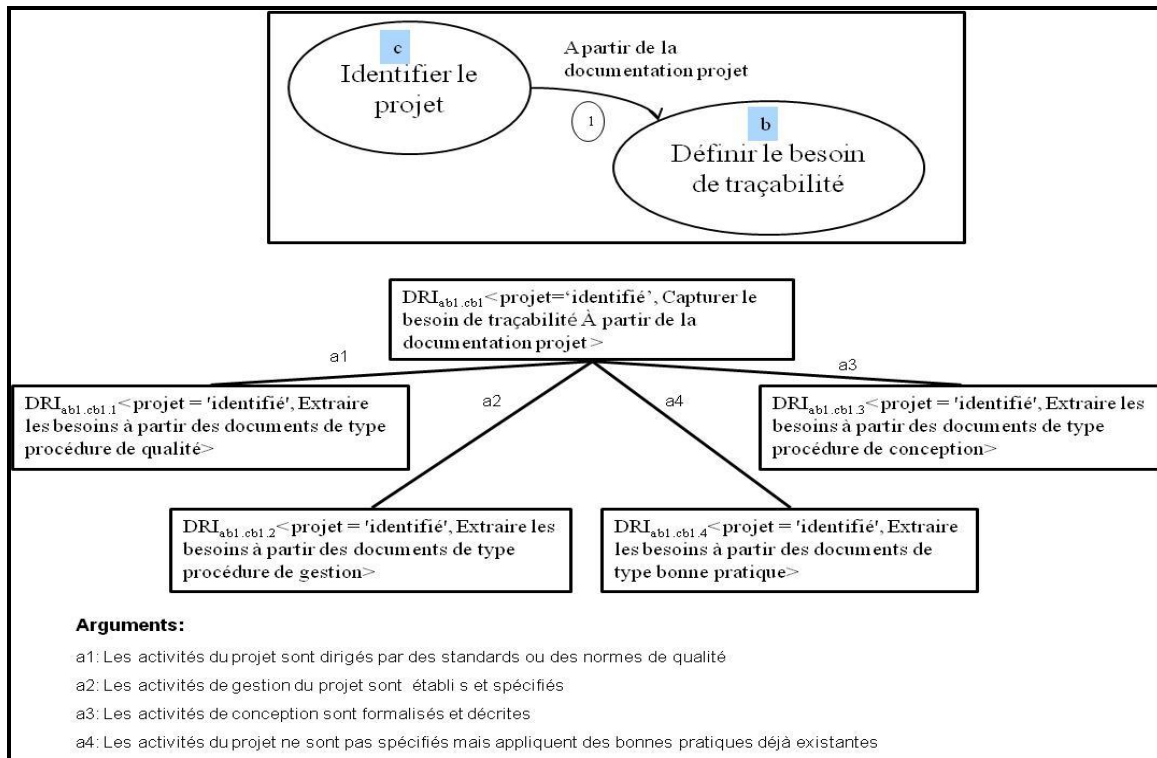 c
Identifier le
projet
A partir de la
documentation projet
1
b
Définir le besoin
de traçabilité
DRIab1.cb1<projet=‘identifié’, Capturer le
besoin de traçabilité À partir de la
documentation projet>
a1
a2
a4
a3
DRIab1.cb1.1<projet = 'identifié', Extraire
les besoins à partir des documents de type
procédure de qualité>
DRIab1.cb1.3<projet = 'identifié', Extraire les
besoins à partir des documents de type
procédure de conception>
DRIab1.cb1.2<projet = 'identifié', Extraire les
besoins à partir des documents de type
procédure de gestion>
DRIab1.cb1.4<projet = 'identifié', Extraire
les besoins à partir des documents de
type bonne pratique>
Arguments:
a1: Les activités du projet sont dirigés par des standards ou des normes de qualité
a2: Les activités de gestion du projet sont établi s et spécifiés
a3: Les activités de conception sont formalisés et décrites
a4: Les activités du projet ne sont pas spécifiés mais appliquent des bonnes pratiques déjà existantes